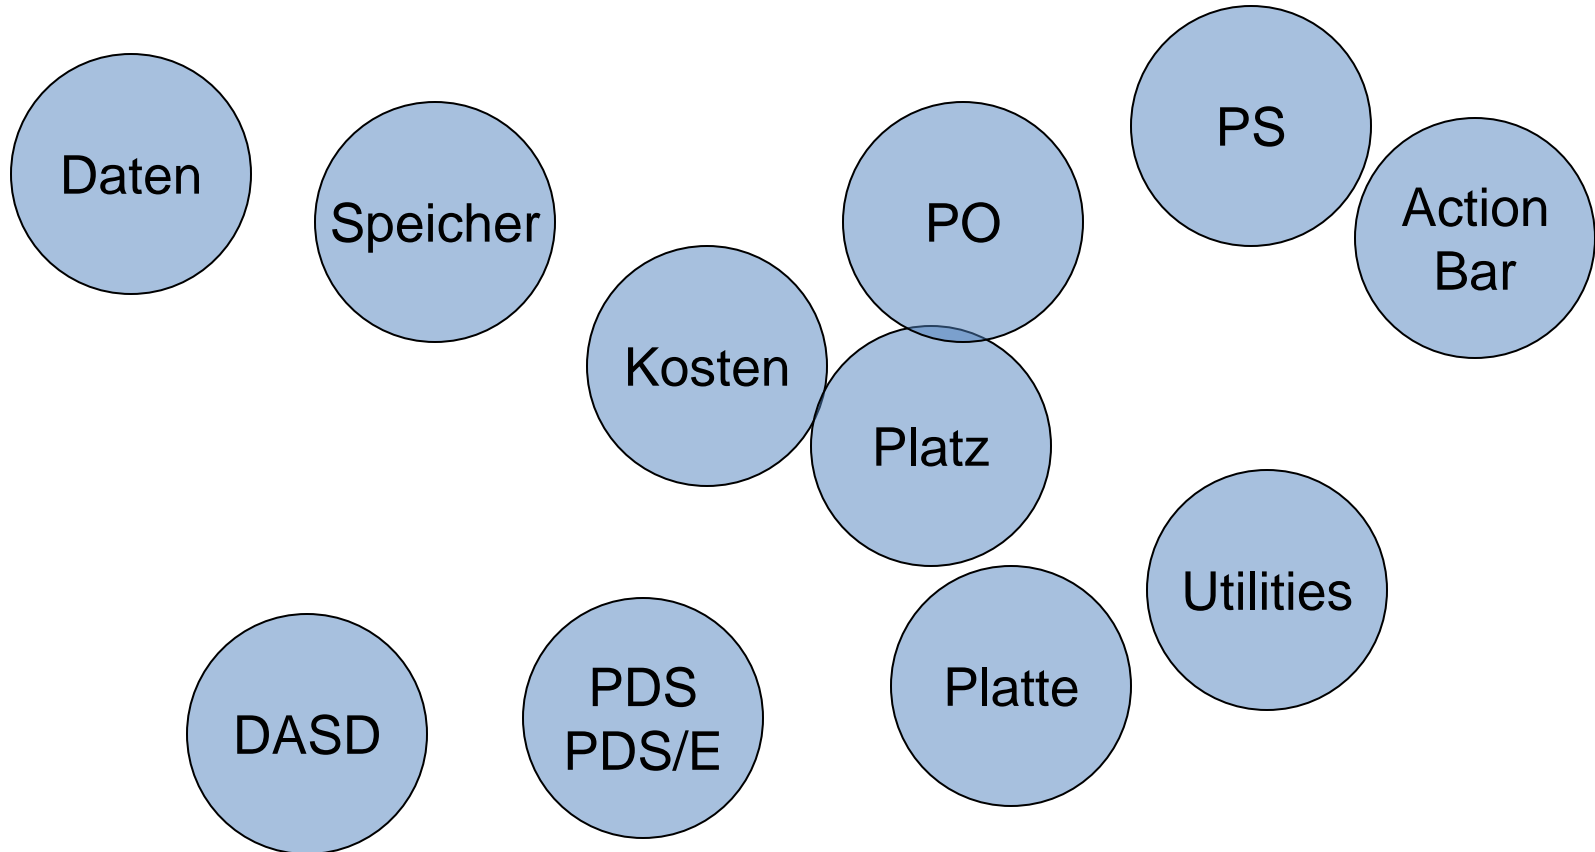 Daten
Speicher
Kosten
PO
PS
Action
Bar
Platz
Utilities
Platte
PDS
PDS/E
DASD